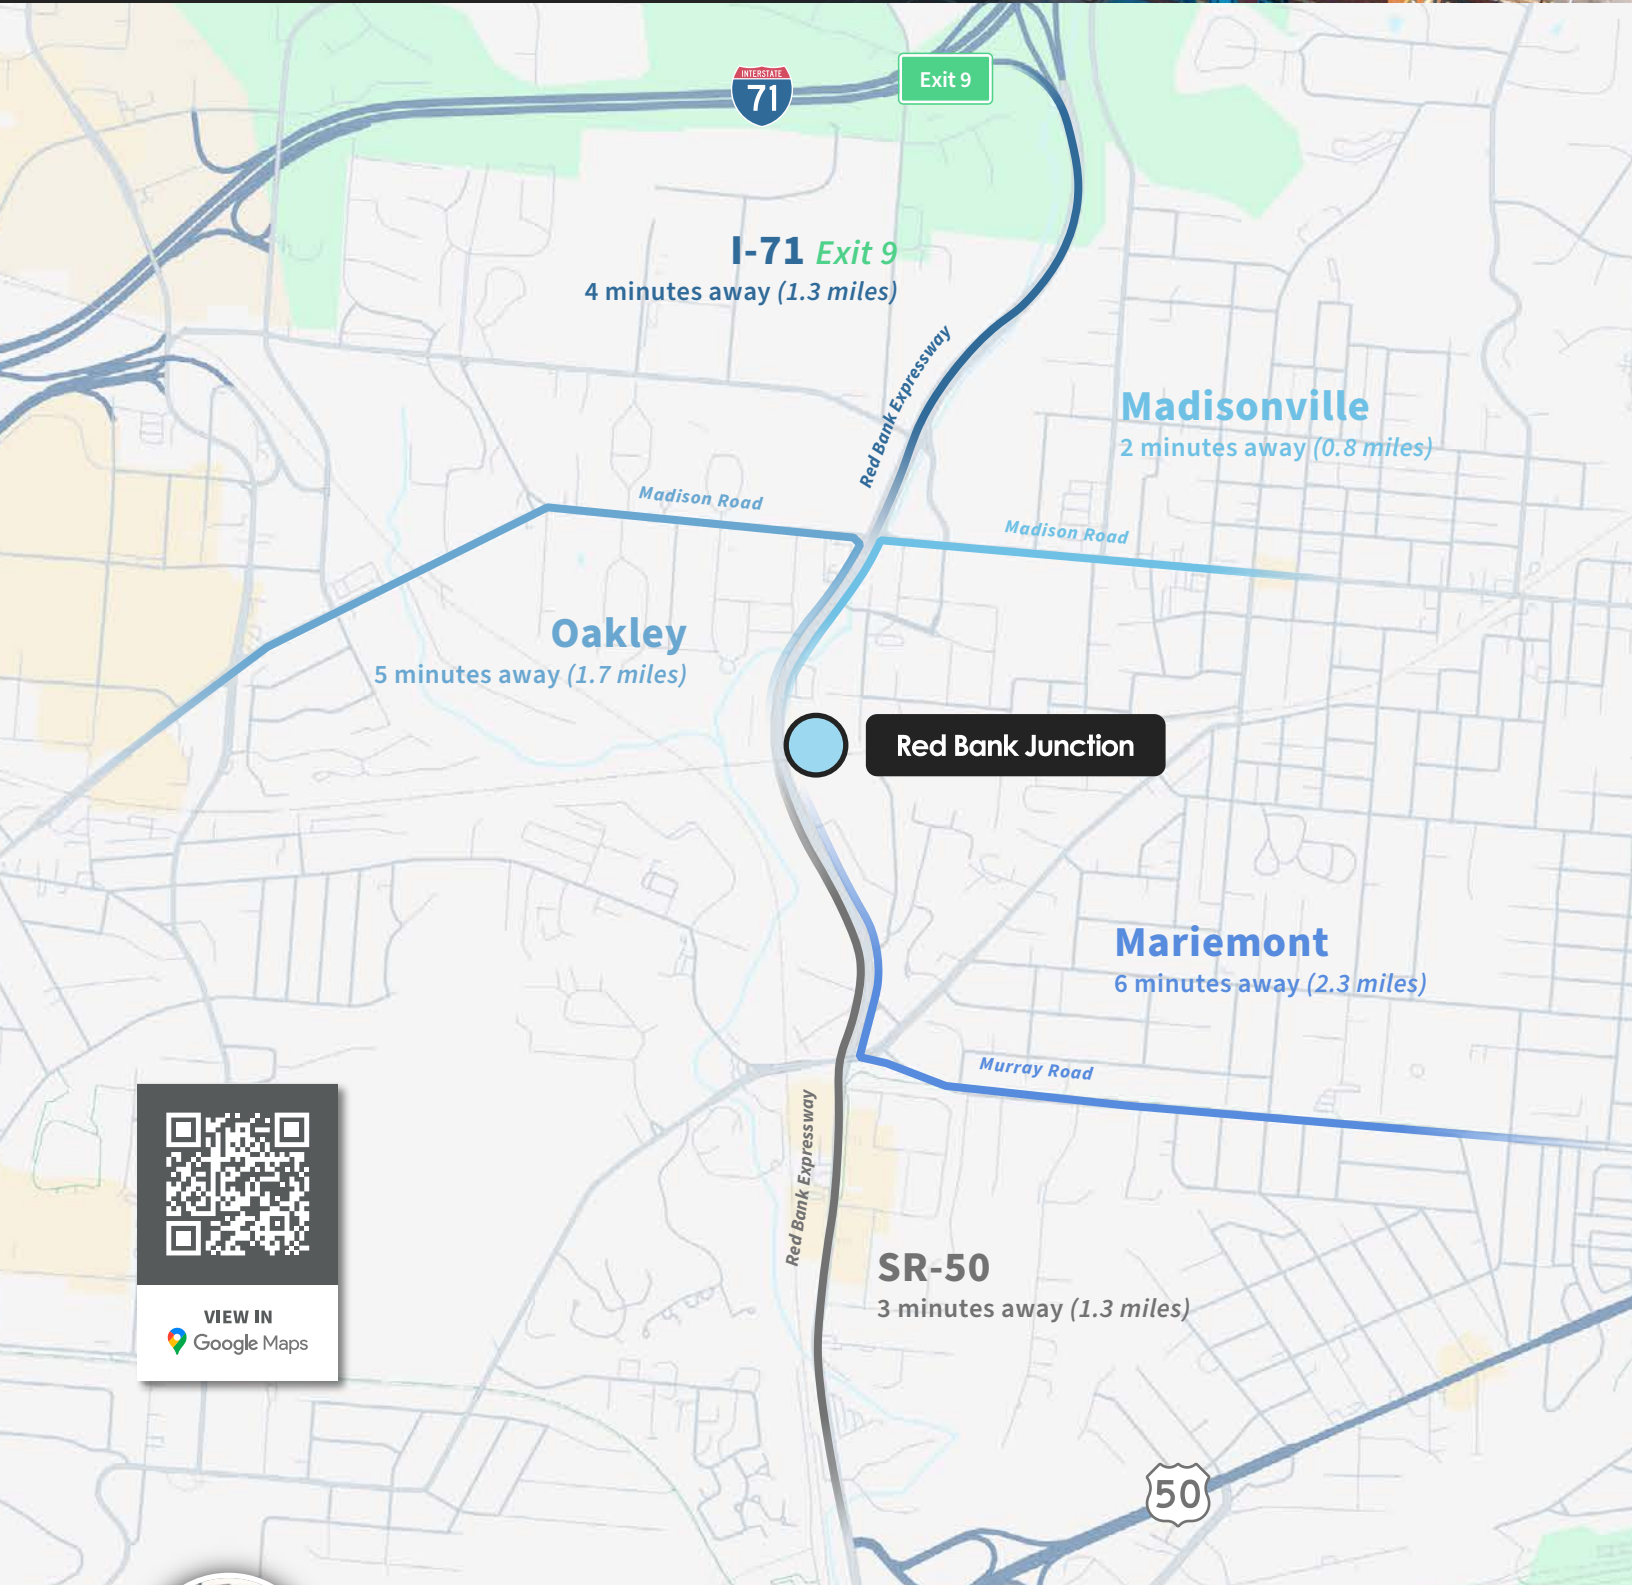 INTERSTATE
71
Exit 9
I-71 Exit 9
4 minutes away (1.3 miles)
Red Bank Expressway
Madisonville
2 minutes away (0.8 miles)
Madison Road
Madison Road
Oakley
5 minutes away (1.7 miles)
Red Bank Junction
Mariemont
6 minutes away (2.3 miles)
Murray Road
Red Bank Expressway
SR-50
3 minutes away (1.3 miles)
VIEW IN
Google Maps
50